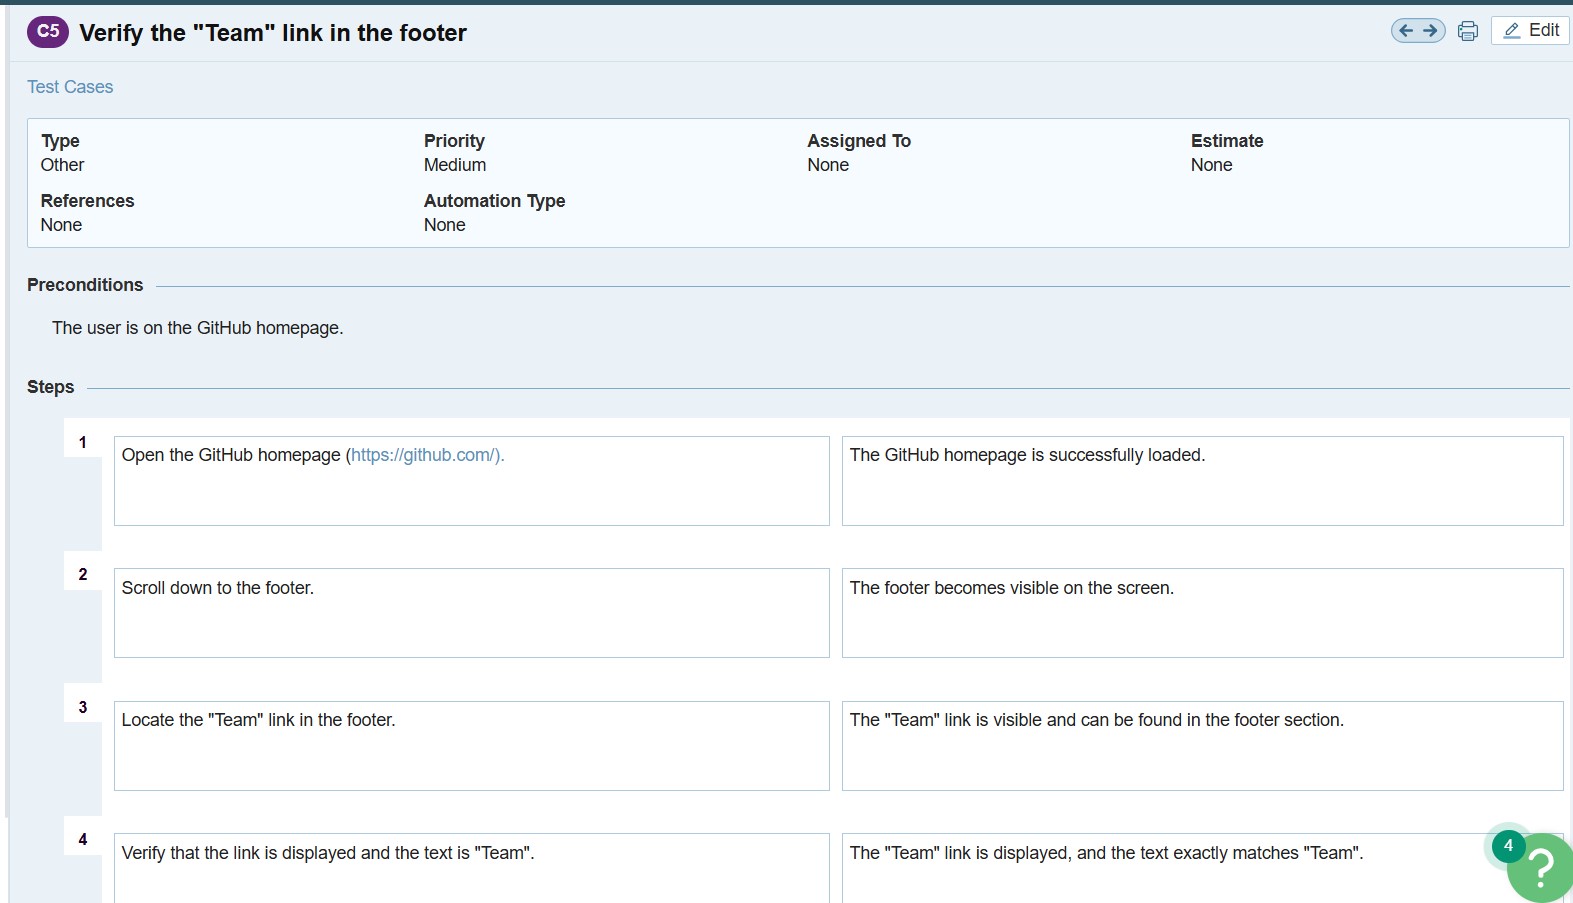 C5 Verify the "Team" link in the footer
Edit
Test Cases
Type Priority Assigned To Estimate
Other Medium None None
References Automation Type
None None
Preconditions
The user is on the GitHub homepage.
Steps
1
Open the GitHub homepage (https://github.com/).
The GitHub homepage is successfully loaded.
2
Scroll down to the footer.
The footer becomes visible on the screen.
3
Locate the "Team" link in the footer.
The "Team" link is visible and can be found in the footer section.
4
Verify that the link is displayed and the text is "Team".
The "Team" link is displayed, and the text exactly matches "Team".
4
?